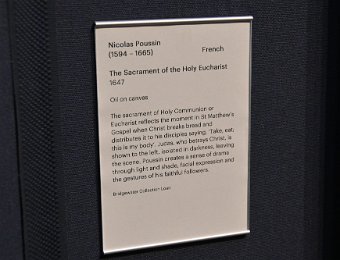 Nicolas Poussin
(1594 – 1665) French
The Sacrament of the Holy Eucharist
1647
Oil on canvas
The sacrament of Holy Communion or
Eucharist reflects the moment in St Matthew's
Gospel when Christ breaks bread and
distributes it to his disciples saying, 'Take, eat;
this is my body'. Judas, who betrays Christ, is
shown to the left, isolated in darkness, leaving
the scene. Poussin creates a sense of drama
through light and shade, facial expression and
the gestures of his faithful followers.
Bridgewater Collection Loan